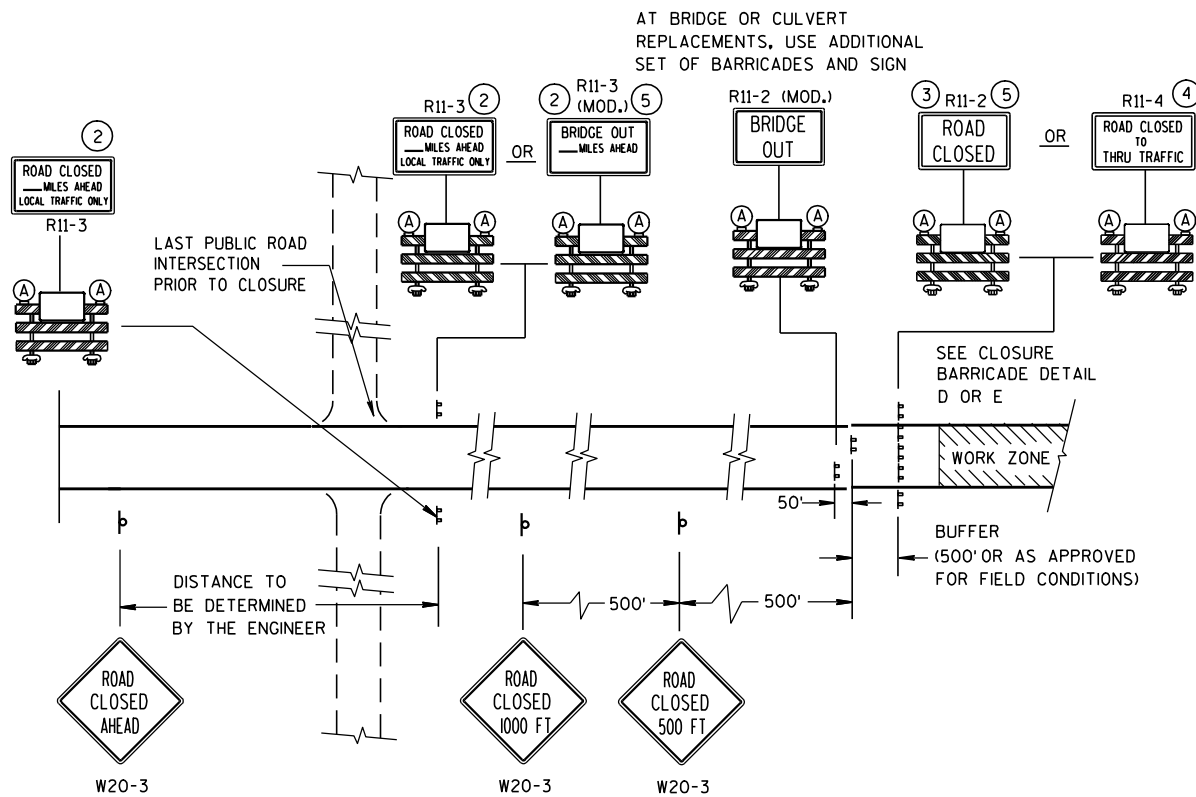 AT BRIDGE OR CULVERT
REPLACEMENTS, USE ADDITIONAL
SET OF BARRICADES AND SIGN
2
ROAD CLOSED
___MILES AHEAD
LOCAL TRAFFIC ONLY
R11-3
A A
R11-3 2
ROAD CLOSED
___MILES AHEAD
LOCAL TRAFFIC ONLY
A A
OR
2 R11-3 (MOD.) 5
BRIDGE OUT
___MILES AHEAD
A A
R11-2 (MOD.)
BRIDGE
OUT
A A
3 R11-2 5
ROAD
CLOSED
A A
OR
R11-4 4
ROAD CLOSED
TO
THRU TRAFFIC
A A
LAST PUBLIC ROAD
INTERSECTION
PRIOR TO CLOSURE
SEE CLOSURE
BARRICADE DETAIL
D OR E
WORK ZONE
50'
BUFFER
(500' OR AS APPROVED
FOR FIELD CONDITIONS)
DISTANCE TO
BE DETERMINED
BY THE ENGINEER
500'
500'
ROAD
CLOSED
AHEAD
W20-3
ROAD
CLOSED
1000 FT
W20-3
ROAD
CLOSED
500 FT
W20-3